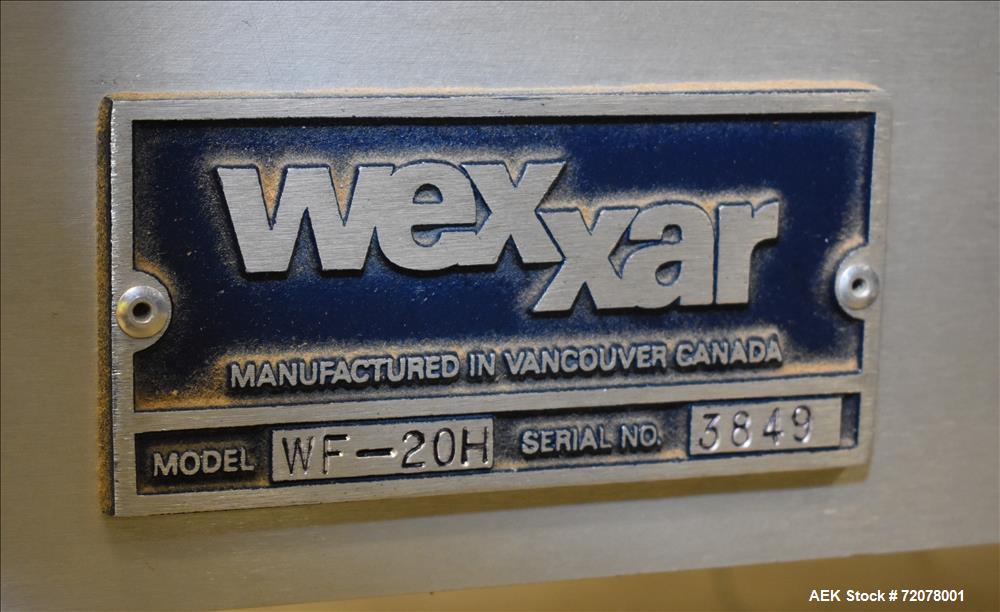 wexxar
MANUFACTURED IN VANCOUVER CANADA
MODEL WF-20H SERIAL NO. 3849
AEK Stock # 72078001